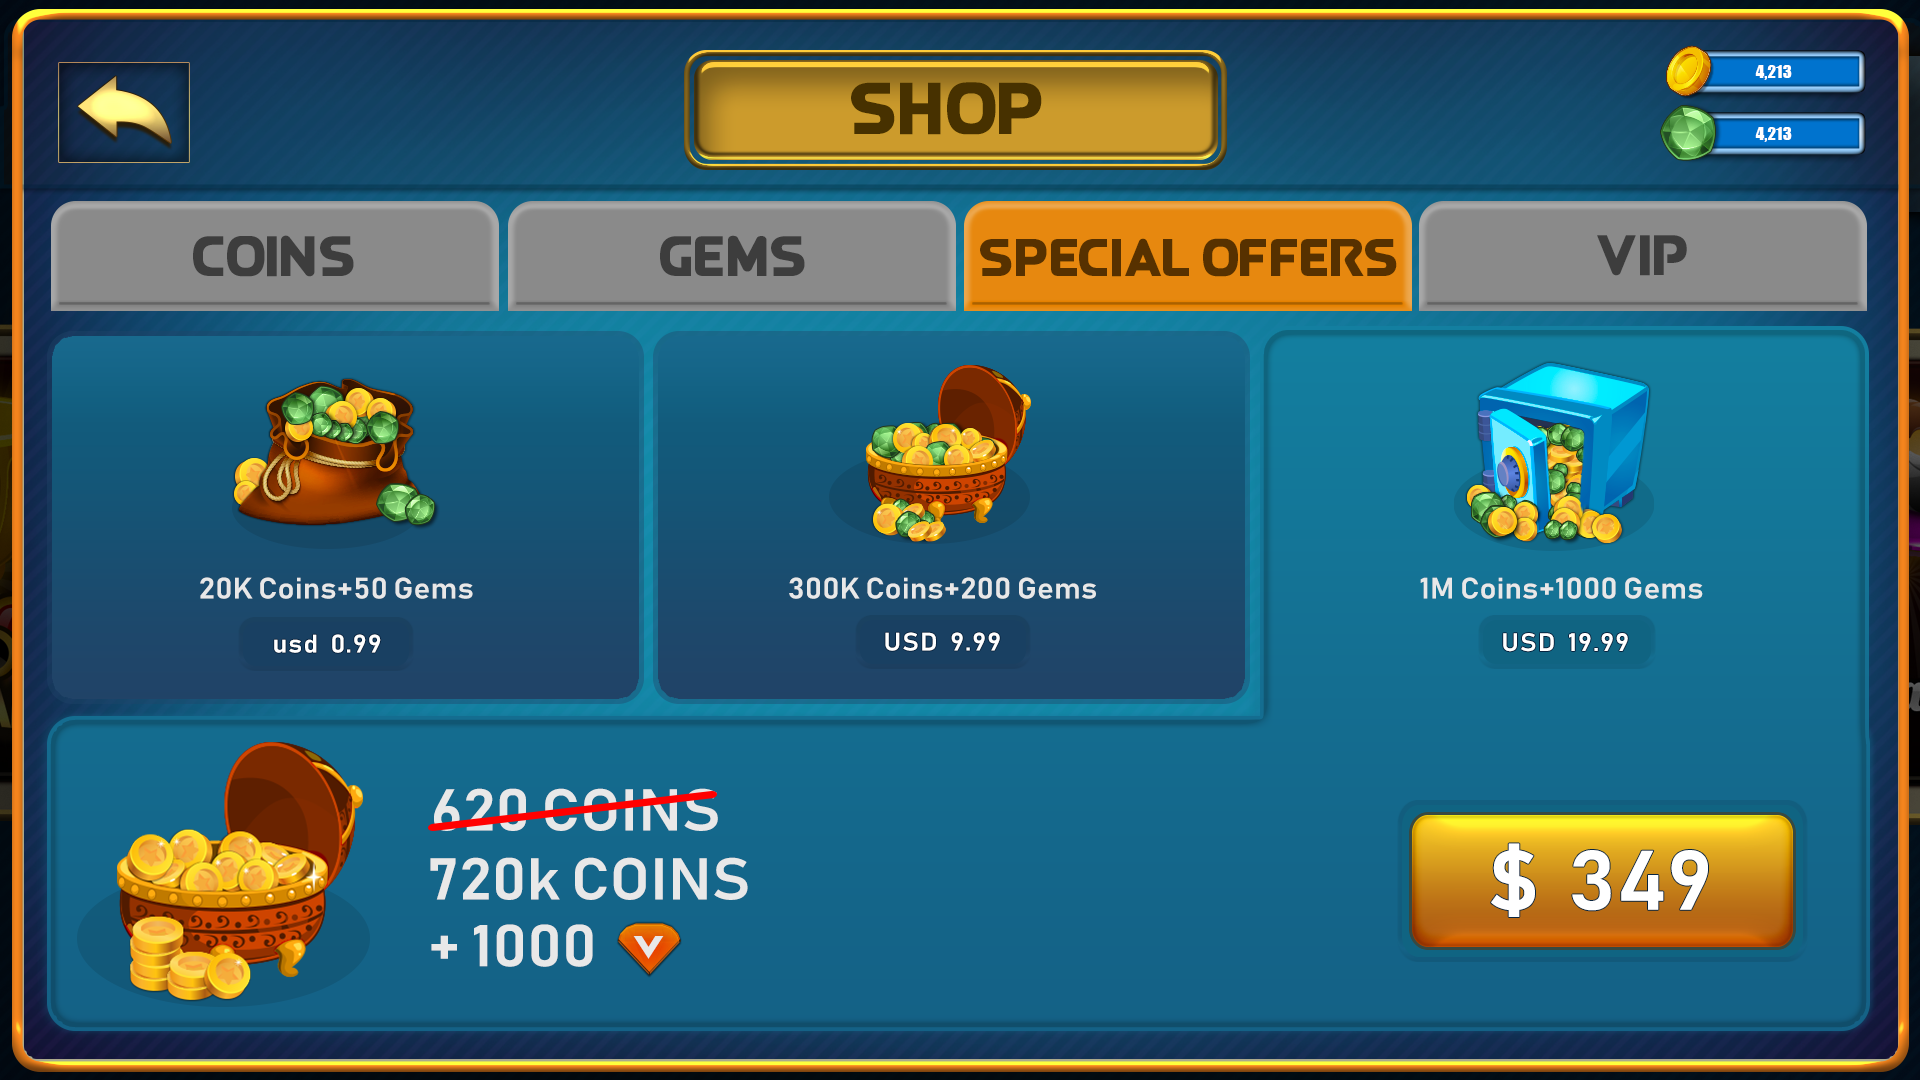 SHOP
4,213
4,213
COINS
GEMS
SPECIAL OFFERS
VIP
20K Coins+50 Gems
usd 0.99
300K Coins+200 Gems
USD 9.99
1M Coins+1000 Gems
USD 19.99
620 COINS
720k COINS
+ 1000 V
$ 349